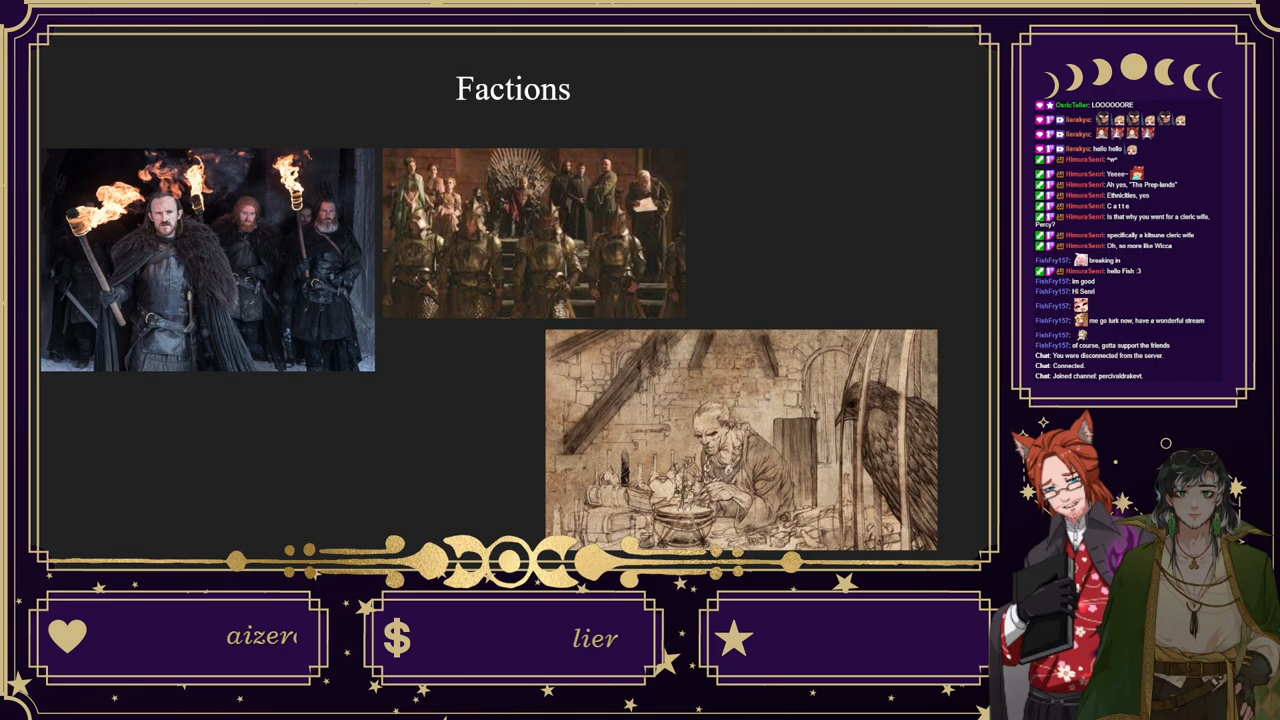 Factions
OsricTeller: LOOOOOORE
lierakyu:
lierakyu:
lierakyu: hello hello
HimuraSenri: ^w^
HimuraSenri: Yeeee~
HimuraSenri: Ah yes, "The Prep-lands"
HimuraSenri: Ethnicities, yes
HimuraSenri: C a t t e
HimuraSenri: Is that why you went for a cleric wife,
Percy?
HimuraSenri: specifically a kitsune cleric wife
HimuraSenri: Oh, so more like Wicca
FishFry157: breaking in
HimuraSenri: hello Fish :3
FishFry157: Im good
FishFry157: Hi Senri
FishFry157:
FishFry157: me go lurk now, have a wonderful stream
FishFry157:
FishFry157: of course, gotta support the friends
Chat: You were disconnected from the server.
Chat: Connected.
Chat: Joined channel: percivaldrakevt.
aizer
$
lier